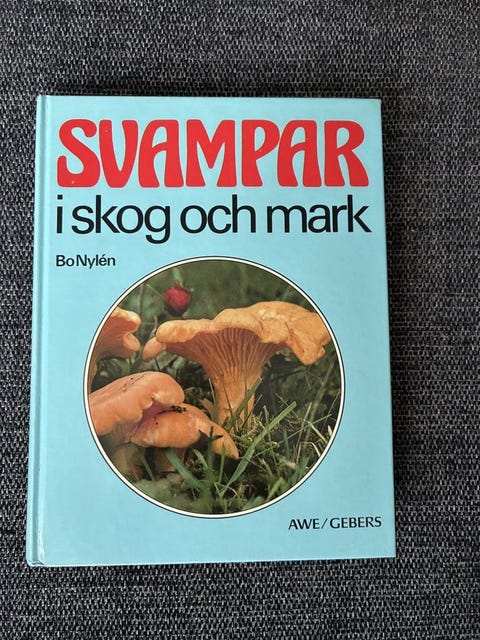 SVAMPAR
i skog och mark
Bo Nylén
AWE/GEBERS